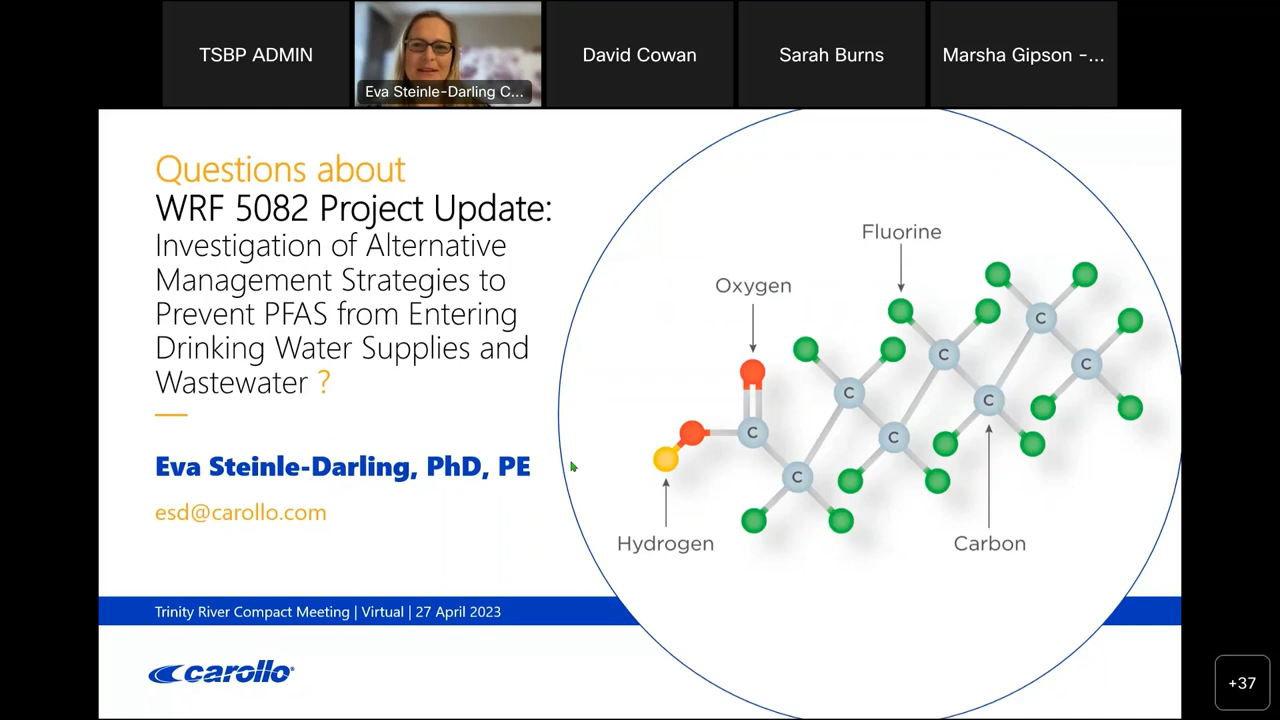 TSBP ADMIN
Eva Steinle-Darling C...
David Cowan
Sarah Burns
Marsha Gipson -...
Questions about
WRF 5082 Project Update:
Investigation of Alternative
Management Strategies to
Prevent PFAS from Entering
Drinking Water Supplies and
Wastewater ?
Eva Steinle-Darling, PhD, PE
esd@carollo.com
Trinity River Compact Meeting | Virtual | 27 April 2023
carollo®
Fluorine
Oxygen
C
C
C
C
C
C
C
C
Hydrogen
Carbon
+37